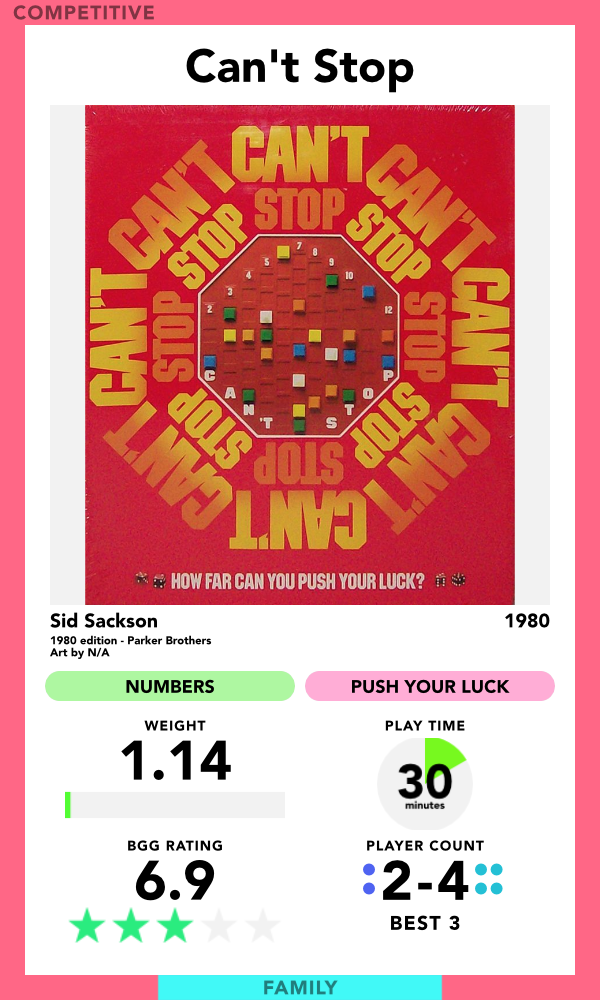 COMPETITIVE
Can't Stop
CAN'T
CAN'T
CAN'T
STOP
STOP
STOP
7
5
8
9
4
10
3
2
12
CAN'T
STOP
STOP
CAN'T
C
P
A
O
N
T
'T
S
STOP
STOP
STOP
CAN'T
CAN'T
CAN'T
HOW FAR CAN YOU PUSH YOUR LUCK?
Sid Sackson
1980
1980 edition - Parker Brothers
Art by N/A
NUMBERS
PUSH YOUR LUCK
WEIGHT
PLAY TIME
1.14
30
minutes
BGG RATING
PLAYER COUNT
6.9
2-4
BEST 3
FAMILY